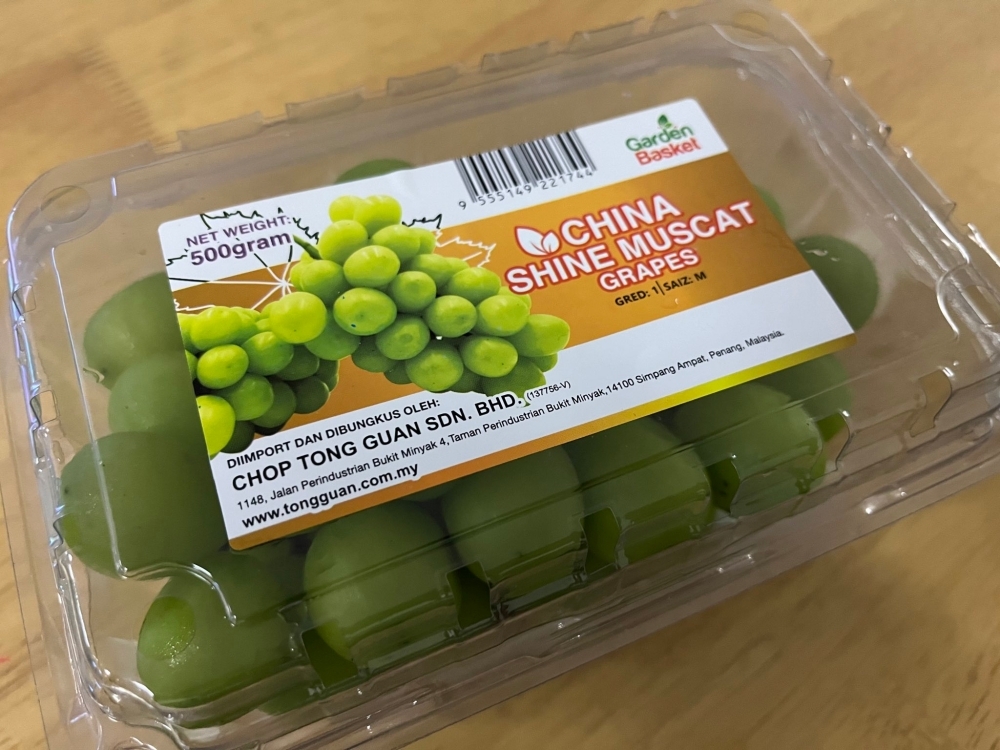 NET WEIGHT:
500gram
9 555149 221744
Garden
Basket
CHINA
SHINE MUSCAT
GRAPES
GRED: 1 | SAIZ: M
DIIMPORT DAN DIBUNGKUS OLEH:
CHOP TONG GUAN SDN. BHD. (137756-V)
1148, Jalan Perindustrian Bukit Minyak 4, Taman Perindustrian Bukit Minyak,14100 Simpang Ampat, Penang, Malaysia.
www.tongguan.com.my